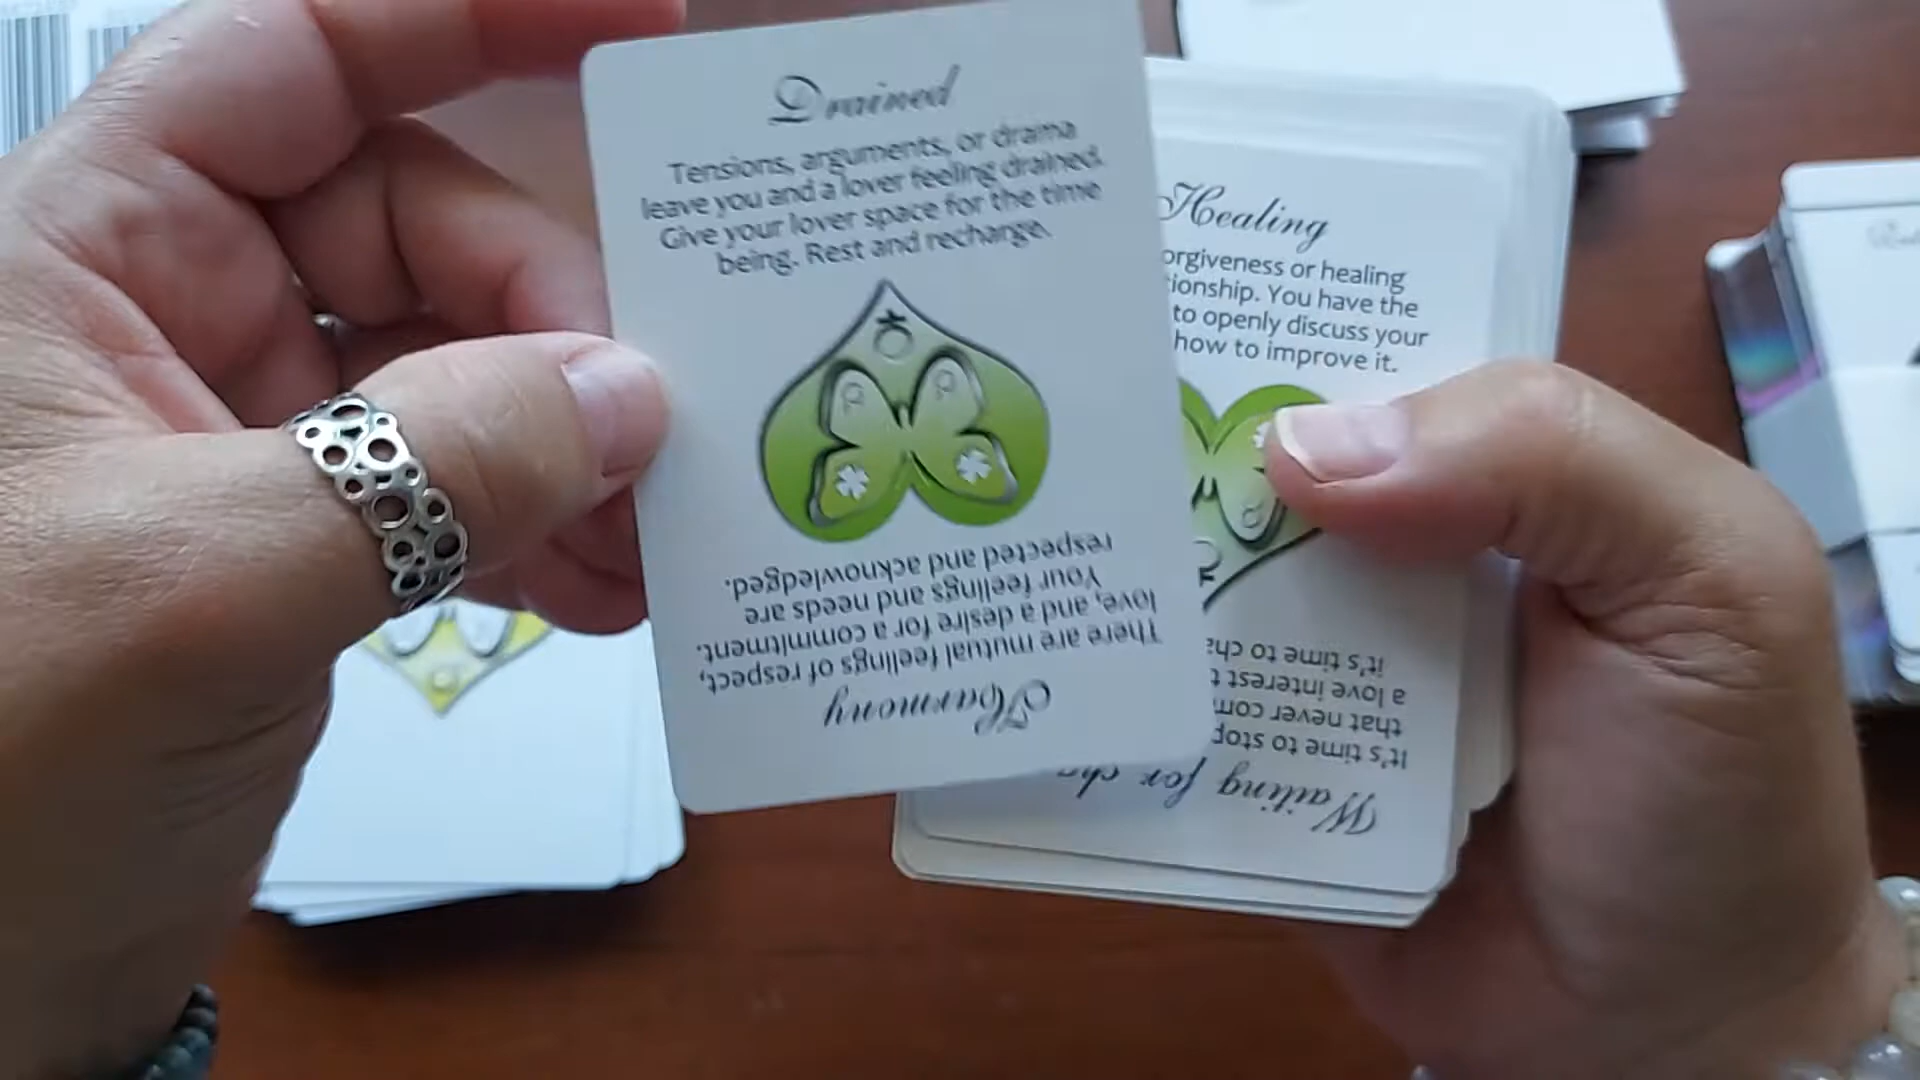 Drained
Tensions, arguments, or drama
leave you and a lover feeling drained.
Give your lover space for the time
being. Rest and recharge.
Harmony
There are mutual feelings of respect,
love, and a desire for a commitment.
Your feelings and needs are
respected and acknowledged.
Healing
orgiveness or healing
ionship. You have the
to openly discuss your
how to improve it.
Waiting for cha
It's time to stop
that never com
a love interest t
it's time to cha